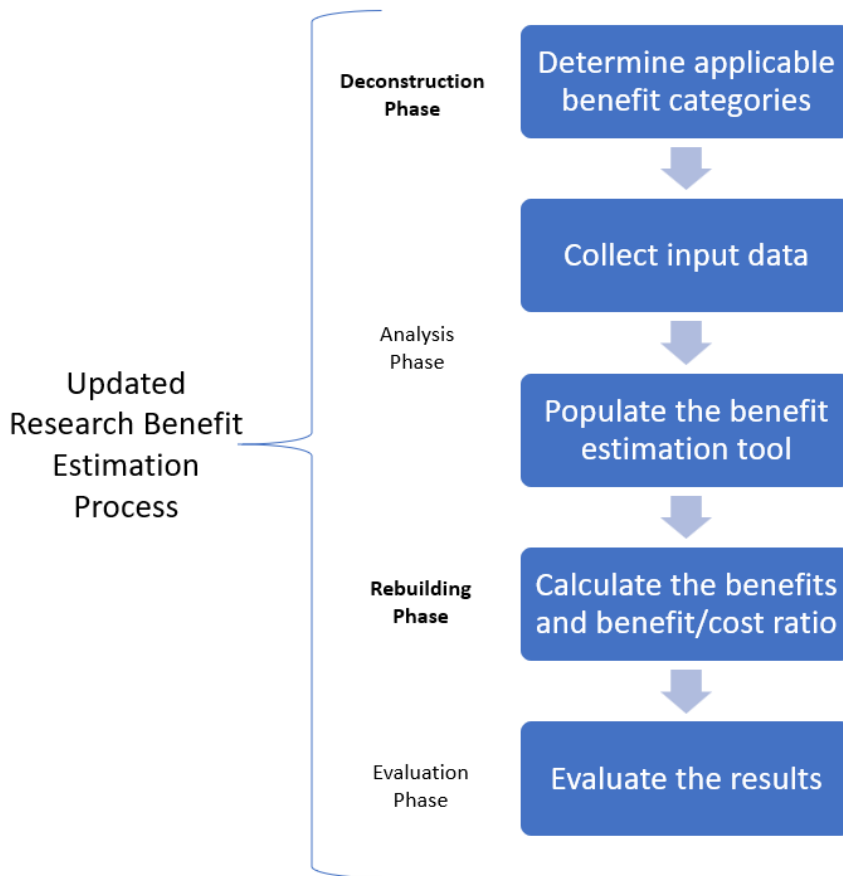 Updated
Research Benefit
Estimation
Process
Deconstruction
Phase
Determine applicable
benefit categories
Analysis
Phase
Collect input data
Populate the benefit
estimation tool
Rebuilding
Phase
Calculate the benefits
and benefit/cost ratio
Evaluation
Phase
Evaluate the results